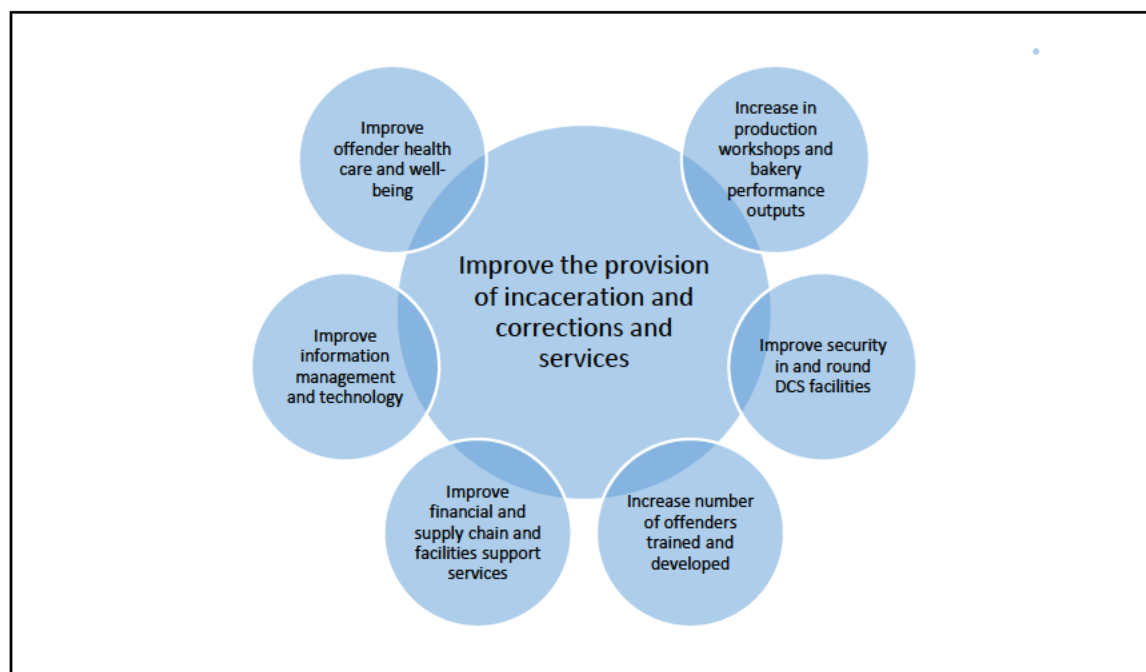 Improve
offender health
care and well-
being
Increase in
production
workshops and
bakery
performance
outputs
Improve the provision
of incaceration and
corrections and
services
Improve
information
management
and technology
Improve security
in and round
DCS facilities
Improve
financial and
supply chain and
facilities support
services
Increase number
of offenders
trained and
developed